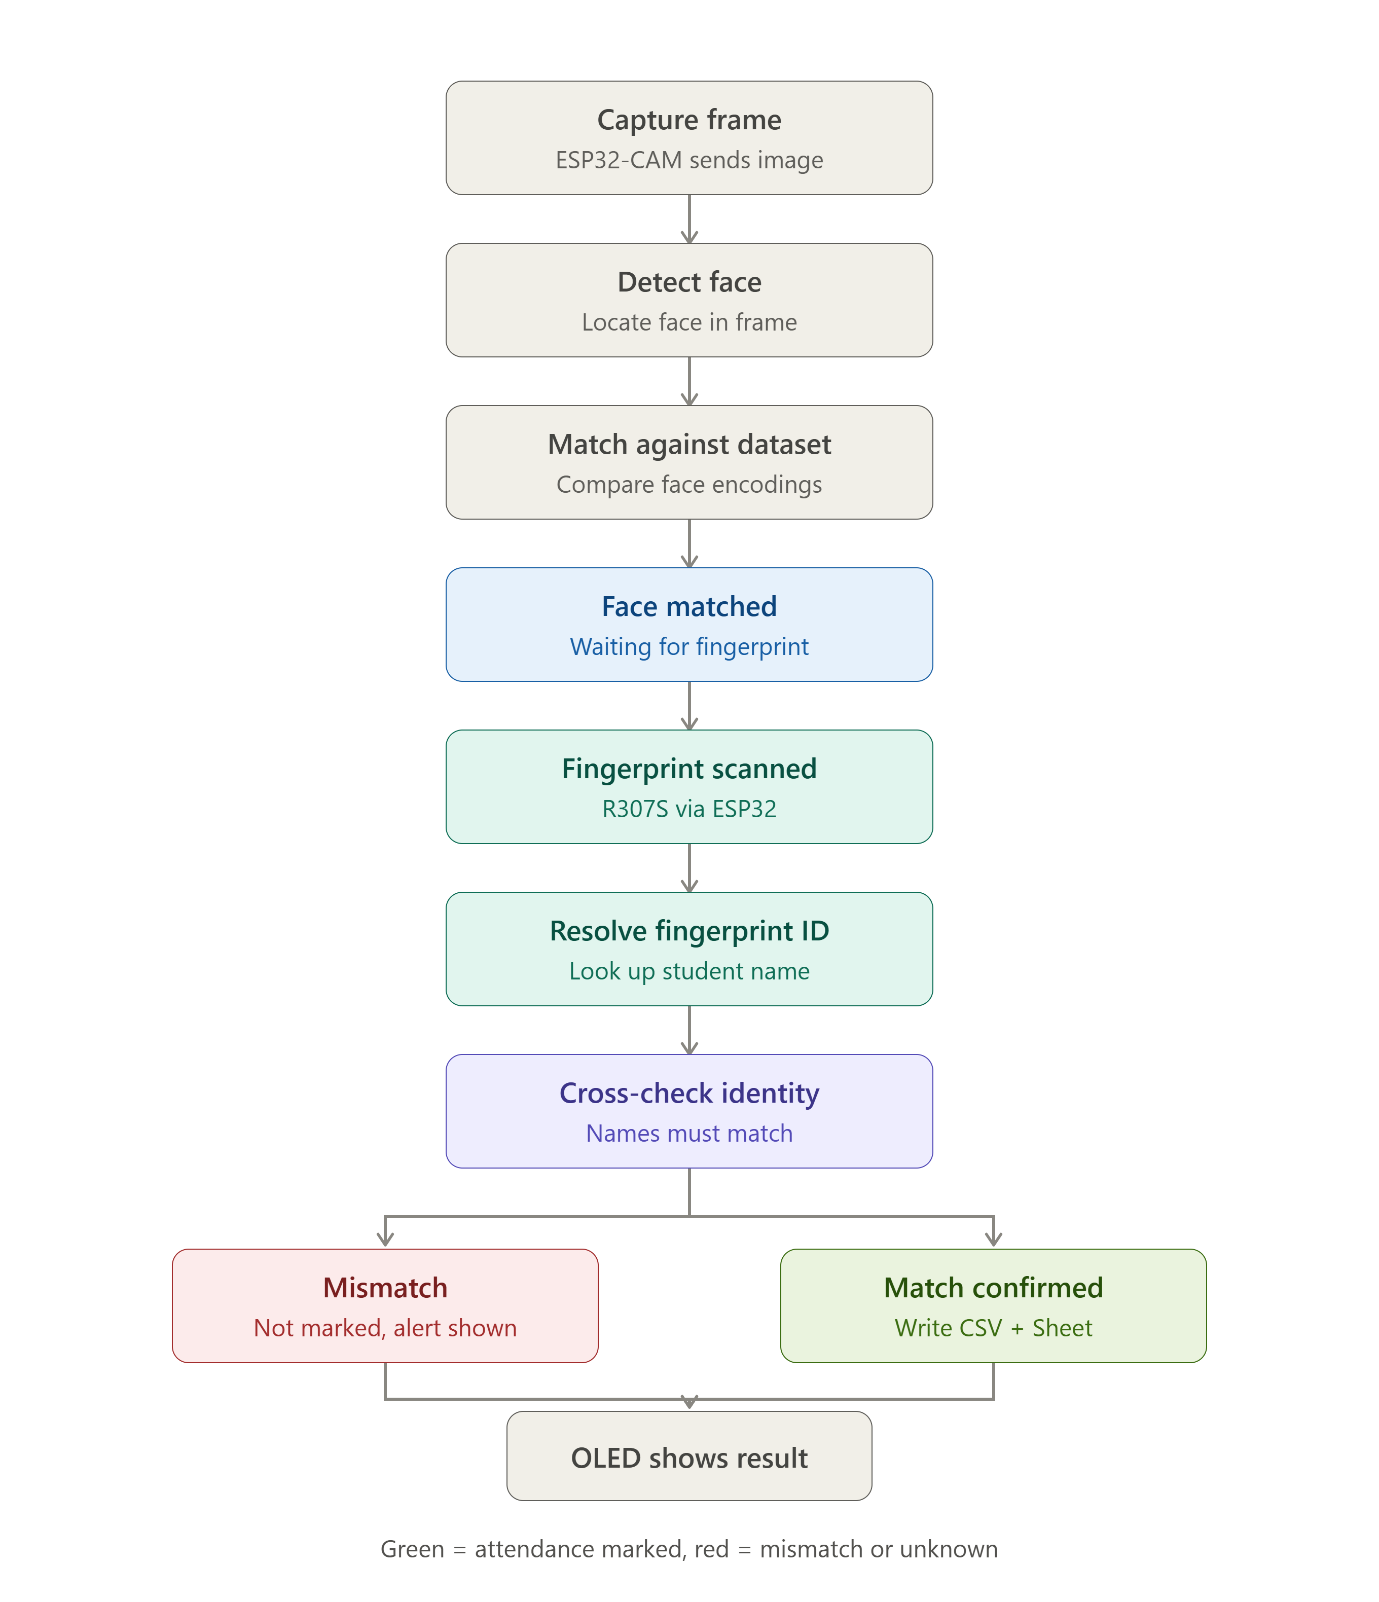 Capture frame
ESP32-CAM sends image
Detect face
Locate face in frame
Match against dataset
Compare face encodings
Face matched
Waiting for fingerprint
Fingerprint scanned
R307S via ESP32
Resolve fingerprint ID
Look up student name
Cross-check identity
Names must match
Mismatch
Not marked, alert shown
Match confirmed
Write CSV + Sheet
OLED shows result
Green = attendance marked, red = mismatch or unknown